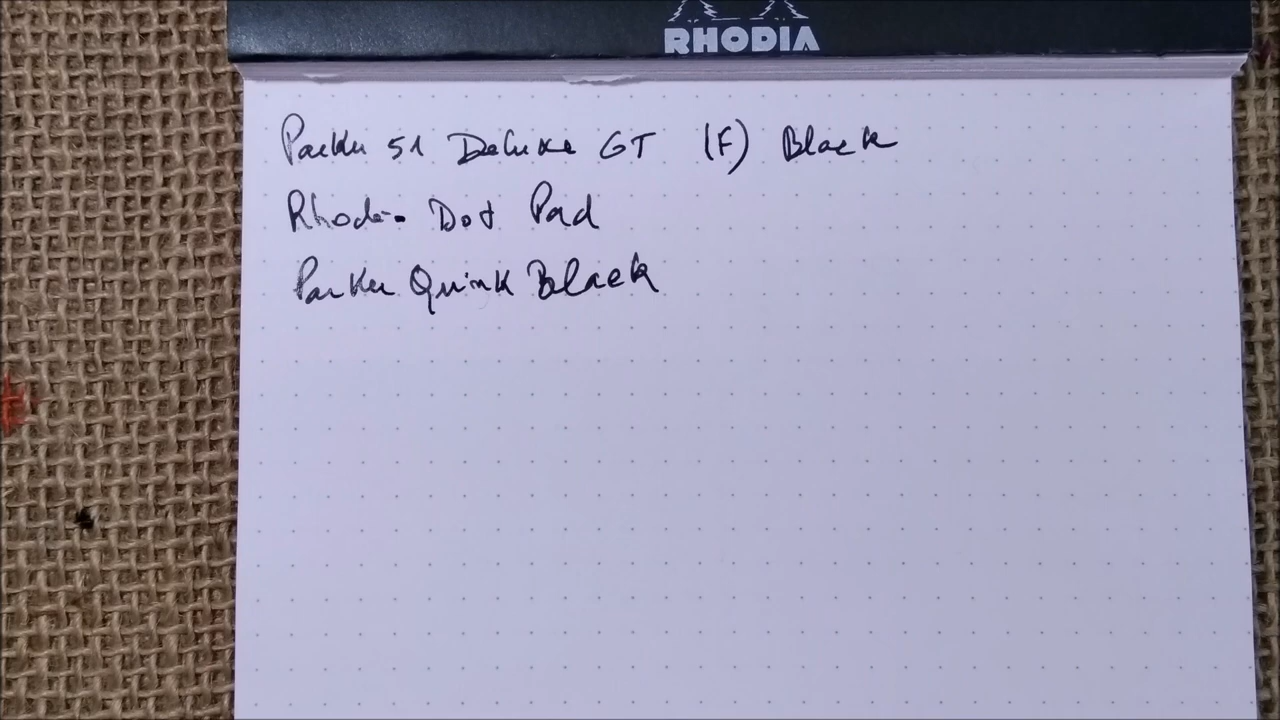 RHODIA
Parker 51 Deluxe GT (F) Black
Rhodia Dot Pad
Parker Quink Black